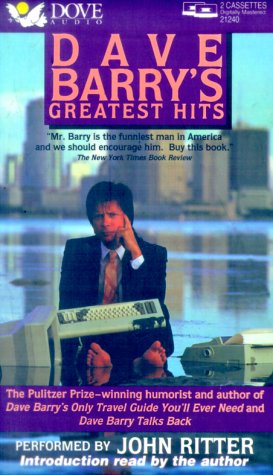 DOVE
AUDIO
2 CASSETTES
Digitally Mastered
21240
DAVE
BARRY'S
GREATEST HITS
"Mr. Barry is the funniest man in America
and we should encourage him. Buy this book."
The New York Times Book Review
The Pulitzer Prize–winning humorist and author of
Dave Barry's Only Travel Guide You'll Ever Need and
Dave Barry Talks Back
PERFORMED BY JOHN RITTER
Introduction read by the author